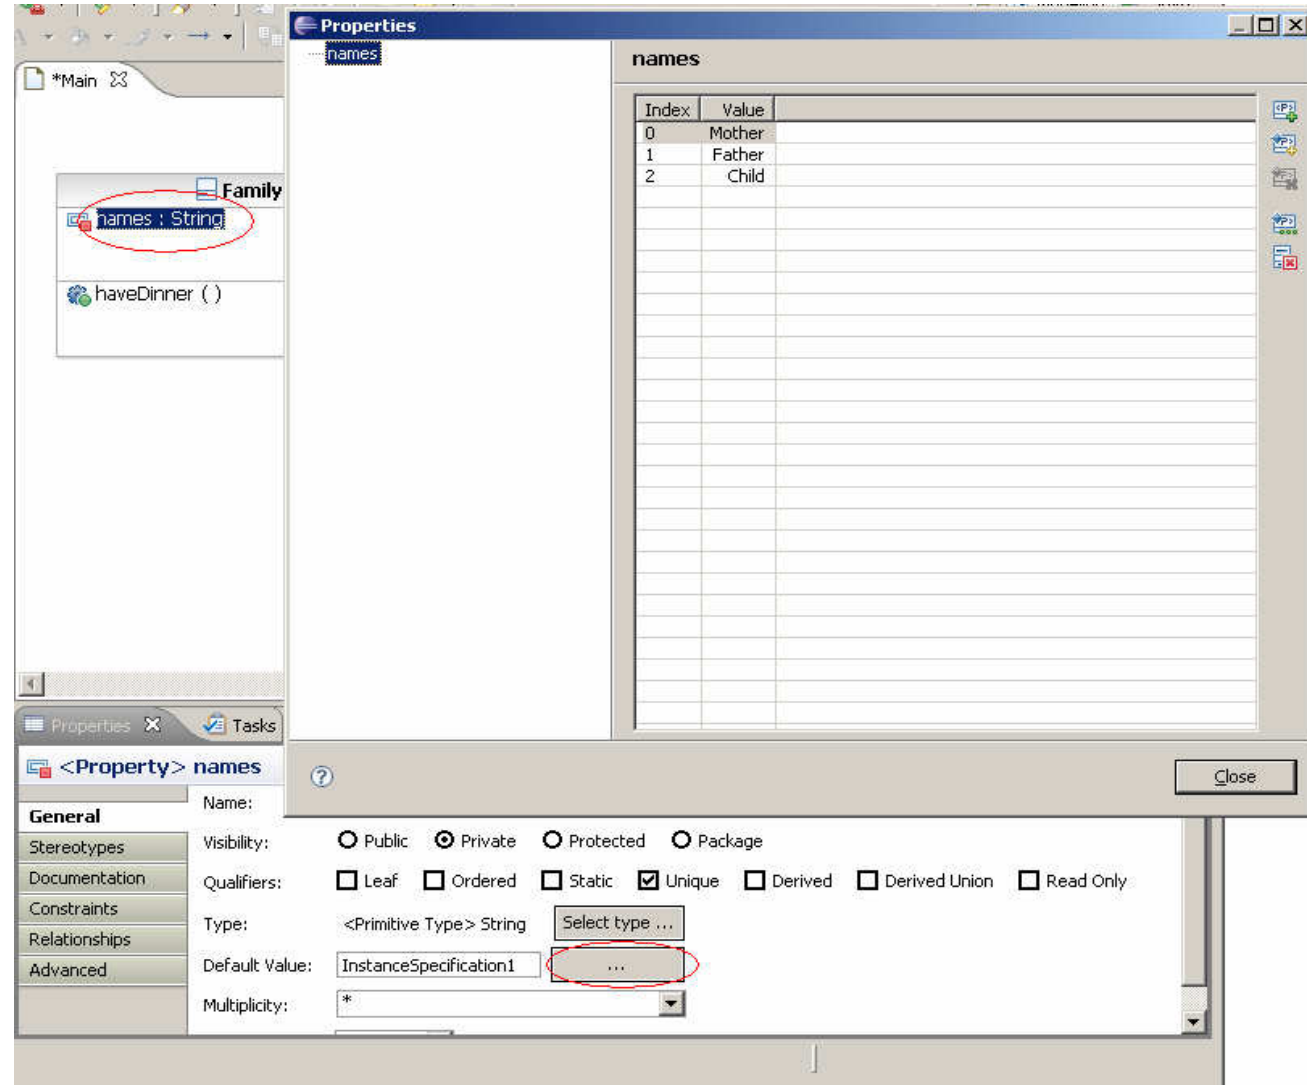 Properties
names
names
*Main
Index Value
0 Mother
1 Father
2 Child
Family
names : String
haveDinner ( )
Properties Tasks
<Property> names
Close
Name:
General
Stereotypes
Documentation
Constraints
Relationships
Advanced
Visibility: Public Private Protected Package
Qualifiers: Leaf Ordered Static Unique Derived Derived Union Read Only
Type: <Primitive Type> String Select type ...
Default Value: InstanceSpecification1 ...
Multiplicity: *